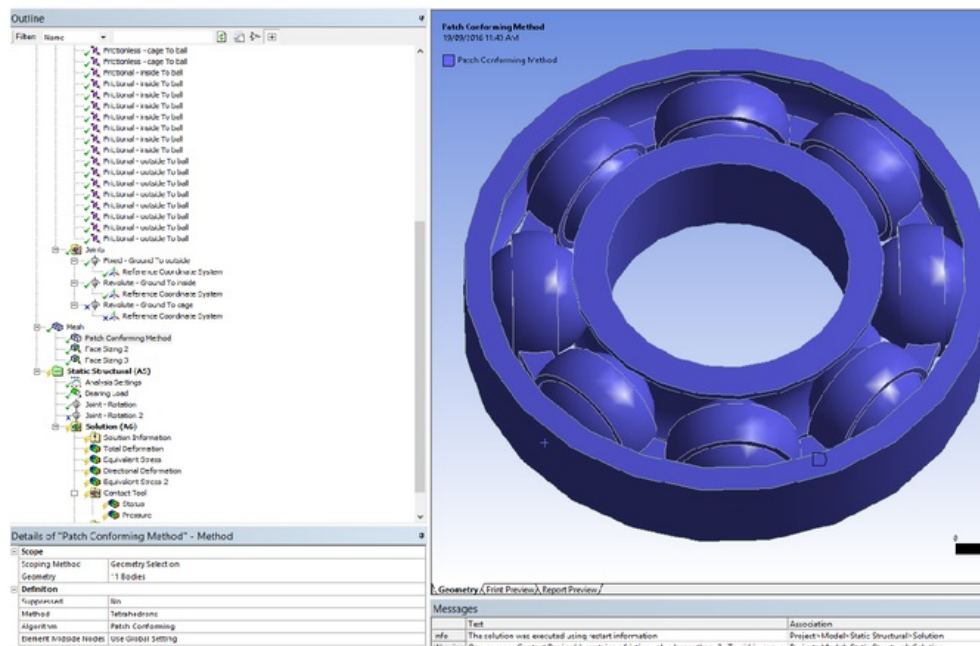 Outline
Filter: Name
Frictionless - cage To ball
Frictionless - cage To ball
Frictional - inside To ball
Frictional - inside To ball
Frictional - inside To ball
Frictional - inside To ball
Frictional - inside To ball
Frictional - inside To ball
Frictional - inside To ball
Frictional - inside To ball
Frictional - outside To ball
Frictional - outside To ball
Frictional - outside To ball
Frictional - outside To ball
Frictional - outside To ball
Frictional - outside To ball
Frictional - outside To ball
Frictional - outside To ball
Joints
Fixed - Ground To outside
Reference Coordinate System
Revolute - Ground To inside
Reference Coordinate System
Revolute - Ground To cage
Reference Coordinate System
Mesh
Patch Conforming Method
Face Sizing 2
Face Sizing 3
Static Structural (A5)
Analysis Settings
Bearing Load
Joint - Rotation
Joint - Rotation 2
Solution (A6)
Solution Information
Total Deformation
Equivalent Stress
Directional Deformation
Equivalent Stress 2
Contact Tool
Status
Pressure
Details of "Patch Conforming Method" - Method
Scope
Scoping Method Geometry Selection
Geometry 11 Bodies
Definition
Suppressed No
Method Tetrahedrons
Algorithm Patch Conforming
Element Midside Nodes Use Global Setting
Patch Conforming Method
19/09/2016 11:43 AM
Patch Conforming Method
0
Geometry Print Preview Report Preview
Messages
Text Association
Info The solution was executed using restart information Project>Model>Static Structural>Solution